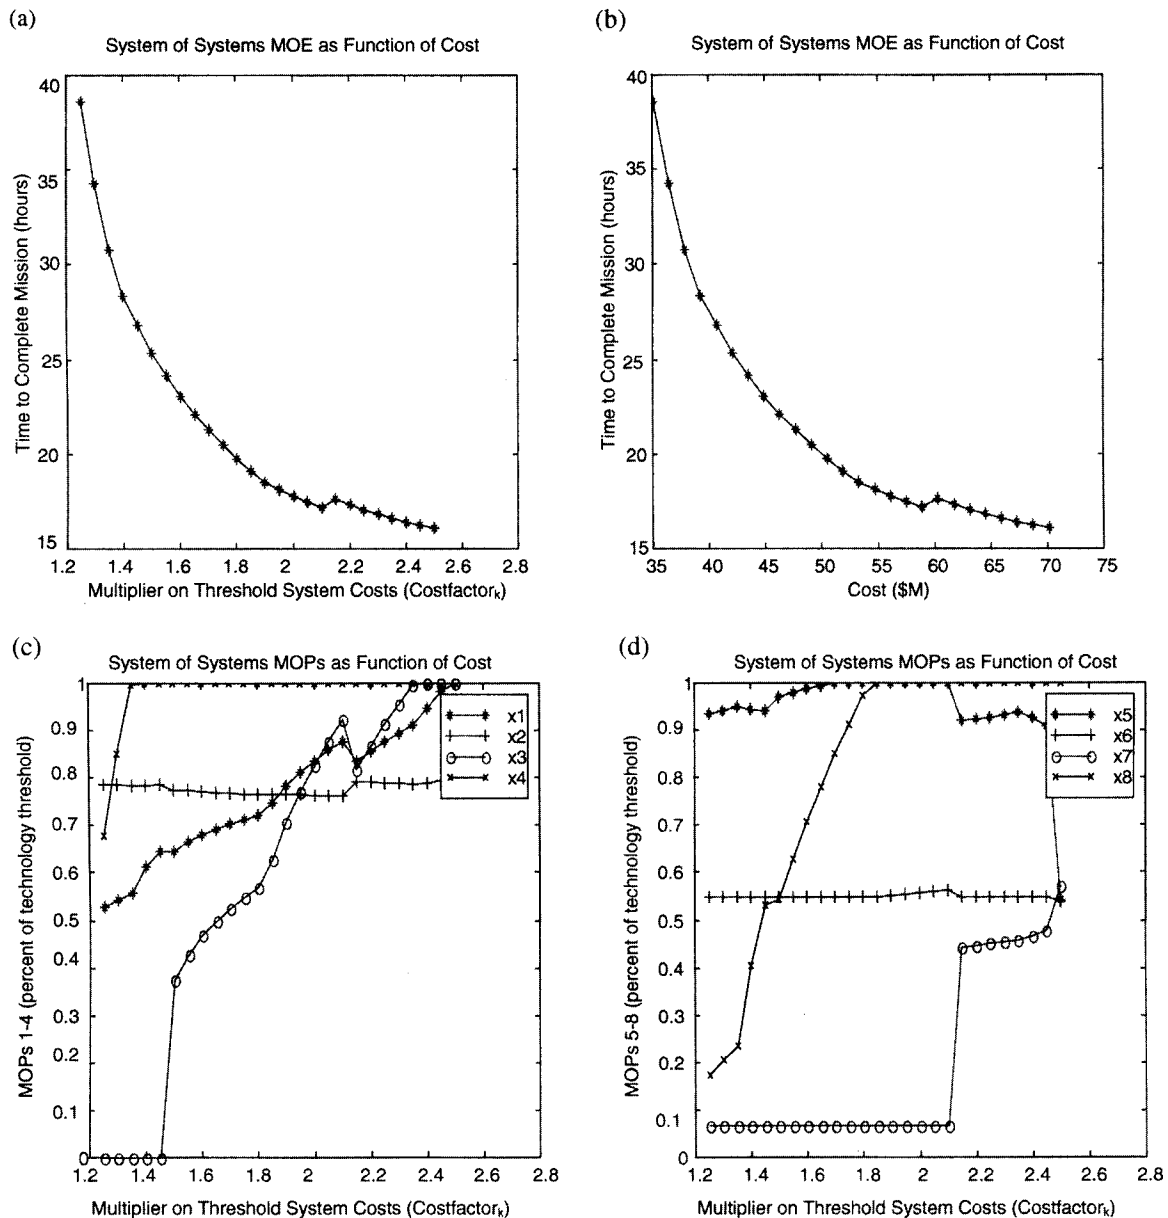 (a)
System of Systems MOE as Function of Cost
40
35
30
25
20
15
1.2 1.4 1.6 1.8 2 2.2 2.4 2.6 2.8
Time to Complete Mission (hours)
Multiplier on Threshold System Costs (Costfactork)
(b)
System of Systems MOE as Function of Cost
40
35
30
25
20
15
35 40 45 50 55 60 65 70 75
Time to Complete Mission (hours)
Cost ($M)
(c)
System of Systems MOPs as Function of Cost
1
0.9
0.8
0.7
0.6
0.5
0.4
0.3
0.2
0.1
0
1.2 1.4 1.6 1.8 2 2.2 2.4 2.6 2.8
x1
x2
x3
x4
MOPs 1-4 (percent of technology threshold)
Multiplier on Threshold System Costs (Costfactork)
(d)
System of Systems MOPs as Function of Cost
1
0.9
0.8
0.7
0.6
0.5
0.4
0.3
0.2
0.1
0
1.2 1.4 1.6 1.8 2 2.2 2.4 2.6 2.8
x5
x6
x7
x8
MOPs 5-8 (percent of technology threshold)
Multiplier on Threshold System Costs (Costfactork)